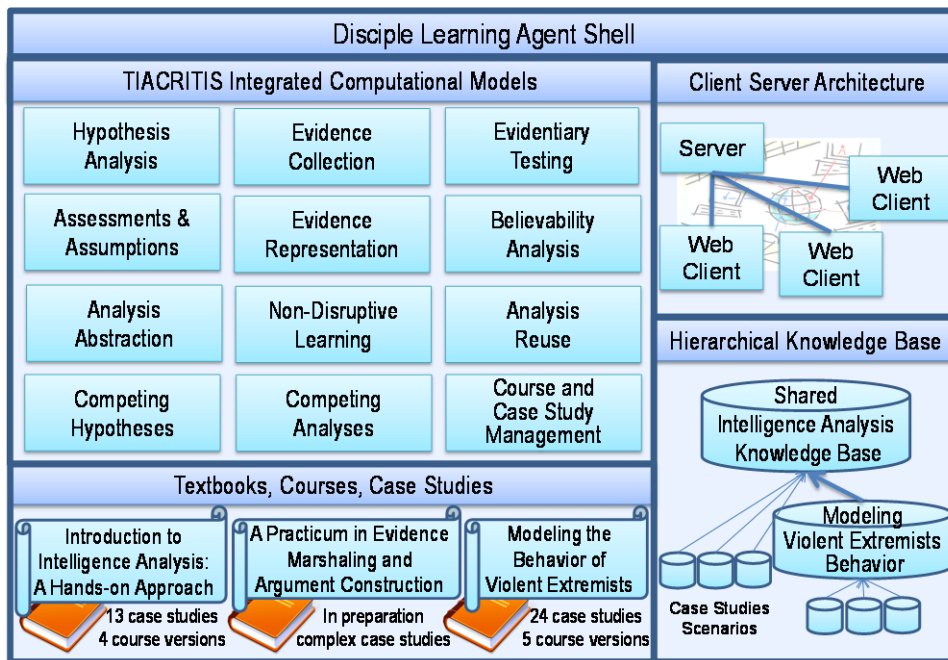 Disciple Learning Agent Shell
TIACRITIS Integrated Computational Models
Hypothesis
Analysis
Evidence
Collection
Evidentiary
Testing
Assessments &
Assumptions
Evidence
Representation
Believability
Analysis
Analysis
Abstraction
Non-Disruptive
Learning
Analysis
Reuse
Competing
Hypotheses
Competing
Analyses
Course and
Case Study
Management
Textbooks, Courses, Case Studies
Introduction to
Intelligence Analysis:
A Hands-on Approach
13 case studies
4 course versions
A Practicum in Evidence
Marshaling and
Argument Construction
In preparation
complex case studies
Modeling the
Behavior of
Violent Extremists
24 case studies
5 course versions
Client Server Architecture
Server
Web
Client
Web
Client
Web
Client
Hierarchical Knowledge Base
Shared
Intelligence Analysis
Knowledge Base
Modeling
Violent Extremists
Behavior
Case Studies
Scenarios